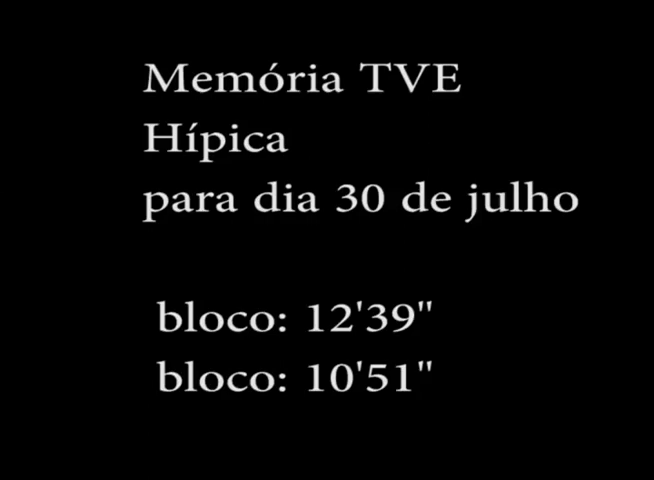 Memória TVE
Hípica
para dia 30 de julho
bloco: 12'39"
bloco: 10'51"